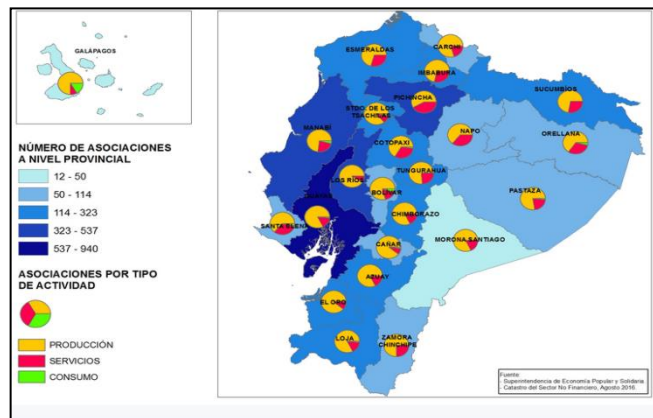 GALÁPAGOS
ESMERALDAS
CARCHI
IMBABURA
SUCUMBÍOS
PICHINCHA
STDO. DE LOS
TSÁCHILAS
MANABÍ
NAPO
ORELLANA
COTOPAXI
LOS RÍOS
TUNGURAHUA
BOLÍVAR
PASTAZA
SANTA ELENA
CHIMBORAZO
MORONA SANTIAGO
CAÑAR
AZUAY
EL ORO
LOJA
ZAMORA
CHINCHIPE
NÚMERO DE ASOCIACIONES
A NIVEL PROVINCIAL
12 - 50
50 - 114
114 - 323
323 - 537
537 - 940
ASOCIACIONES POR TIPO
DE ACTIVIDAD
PRODUCCIÓN
SERVICIOS
CONSUMO
Fuente:
- Superintendencia de Economía Popular y Solidaria
- Catastro del Sector No Financiero, Agosto 2016